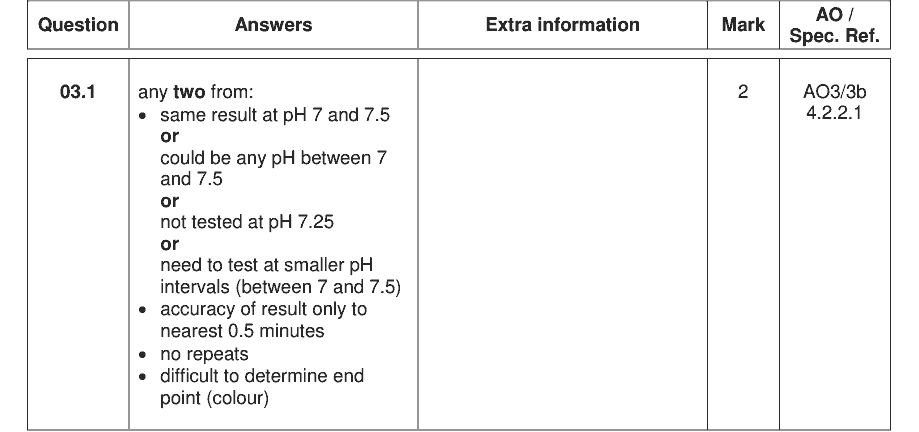 Question Answers Extra information Mark AO /
Spec. Ref.
03.1 any two from: 2 AO3/3b
• same result at pH 7 and 7.5 4.2.2.1
or
could be any pH between 7
and 7.5
or
not tested at pH 7.25
or
need to test at smaller pH
intervals (between 7 and 7.5)
• accuracy of result only to
nearest 0.5 minutes
• no repeats
• difficult to determine end
point (colour)